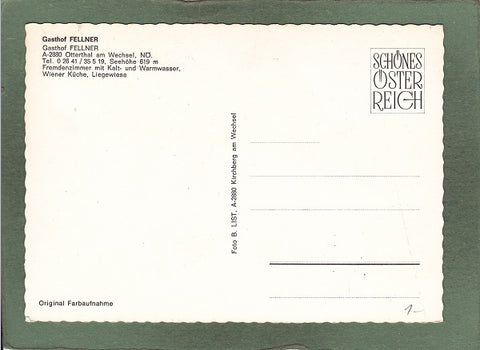 Gasthof FELLNER
Gasthof FELLNER
A-2880 Otterthal am Wechsel, NÖ.
Tel. 0 26 41 / 35 5 19, Seehöhe 619 m
Fremdenzimmer mit Kalt- und Warmwasser,
Wiener Küche, Liegewiese
SCHÖNES
ÖSTER
REICH
Foto B. LIST, A-2880 Kirchberg am Wechsel
Original Farbaufnahme
1-